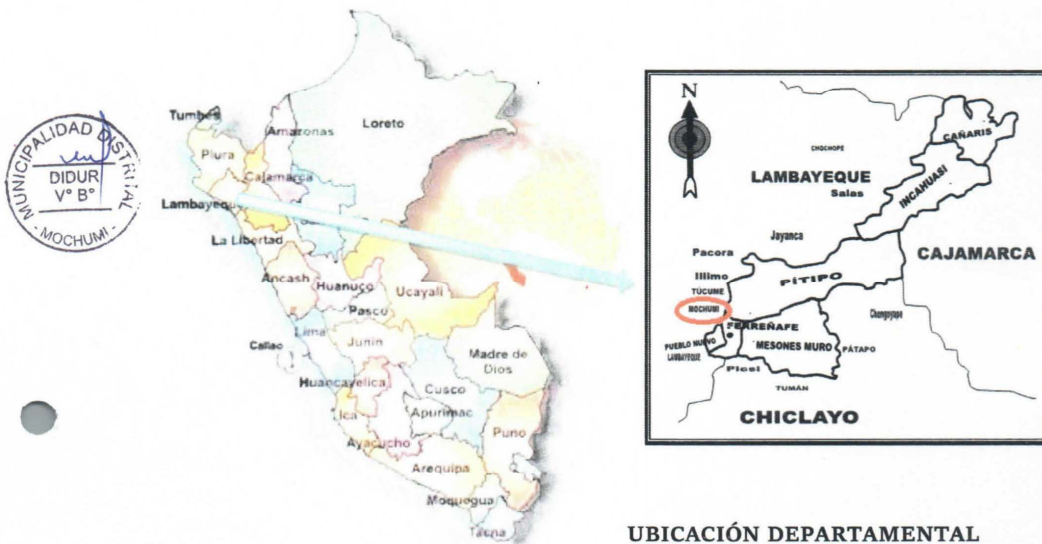 MUNICIPALIDAD DISTRITAL
DIDUR
V° B°
- MOCHUMI -
Tumbes
Piura
Amazonas
Loreto
Cajamarca
Lambayeque
La Libertad
Ancash
Huanuco
Ucayali
Pasco
Lima
Junin
Callao
Madre de
Dios
Huancavelica
Cusco
Ica
Apurimac
Ayacucho
Puno
Arequipa
Moquegua
Tacna
N
CAÑARIS
CHOCHOPE
LAMBAYEQUE
Salas
INCAHUASI
Jayanca
Pacora
CAJAMARCA
Illimo
PÍTIPO
TÚCUME
MOCHUMI
Chongoyape
FERREÑAFE
PUEBLO NUEVO
MESONES MURO
PÁTAPO
LAMBAYEQUE
Picsi
TUMÁN
CHICLAYO
UBICACIÓN DEPARTAMENTAL